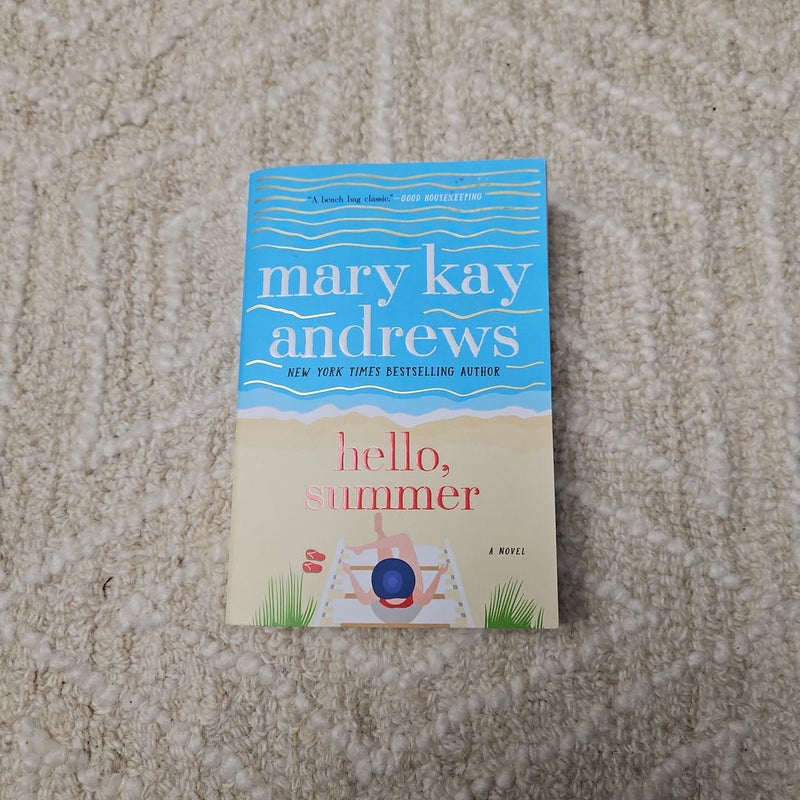 "A beach bag classic."—GOOD HOUSEKEEPING
mary kay
andrews
NEW YORK TIMES BESTSELLING AUTHOR
hello,
summer
A NOVEL